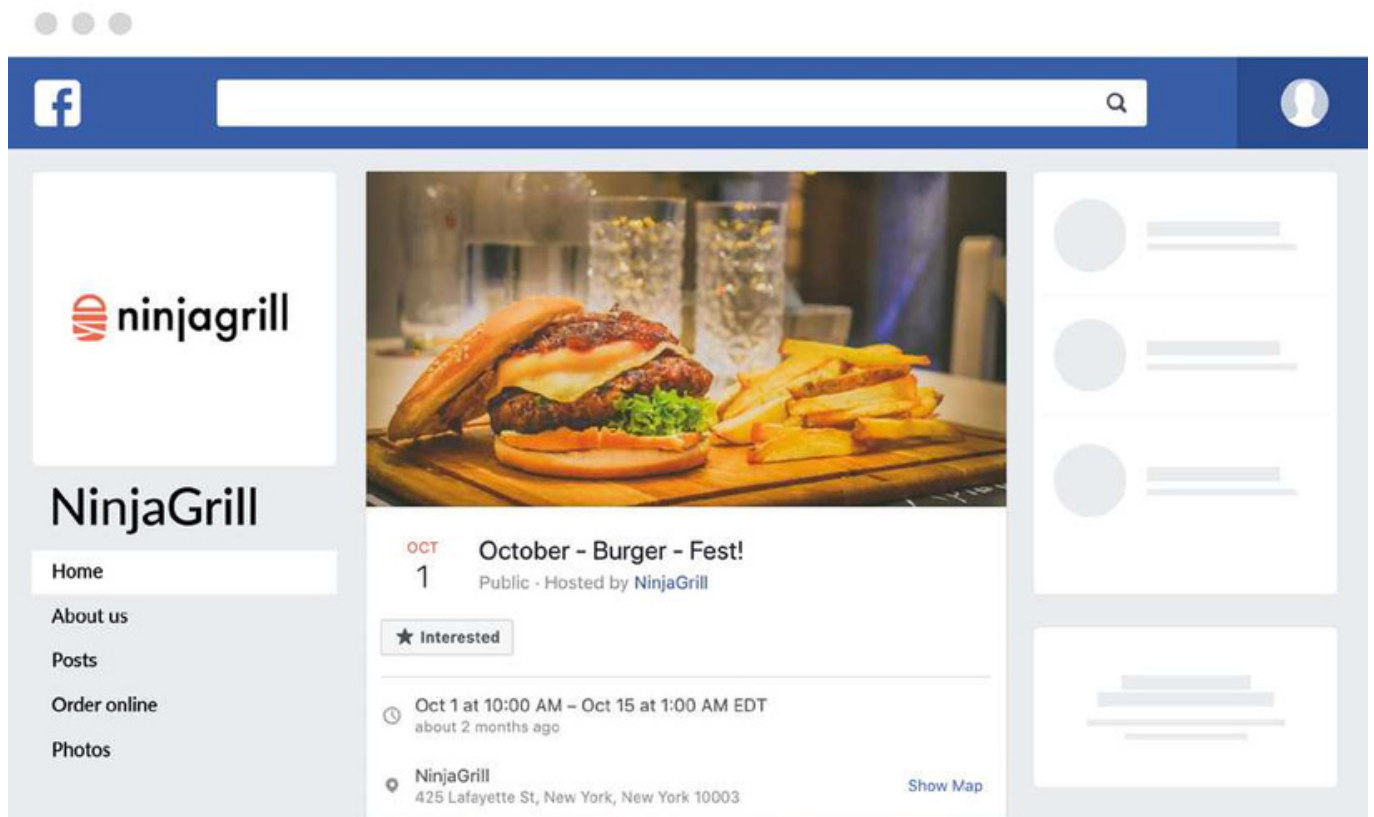 f
ninjagrill
NinjaGrill
Home
About us
Posts
Order online
Photos
OCT
1
October - Burger - Fest!
Public · Hosted by NinjaGrill
★ Interested
Oct 1 at 10:00 AM – Oct 15 at 1:00 AM EDT
about 2 months ago
NinjaGrill
425 Lafayette St, New York, New York 10003
Show Map